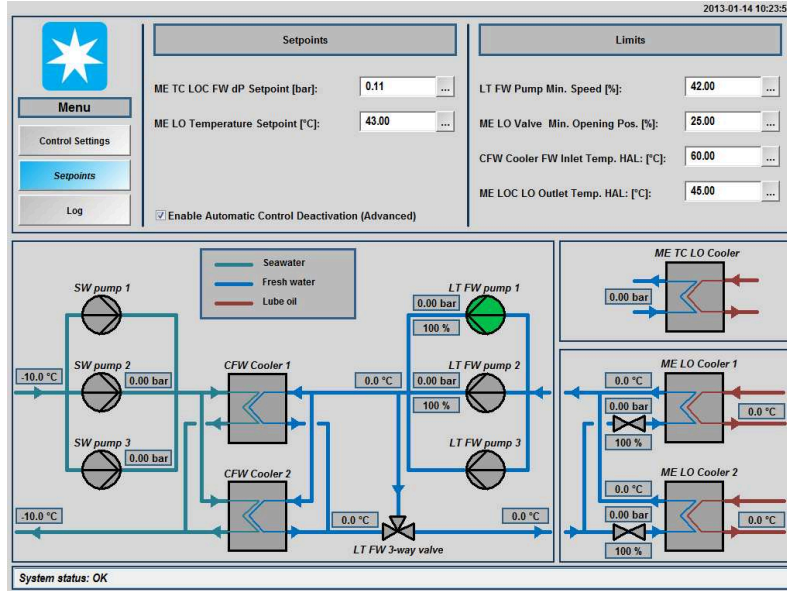 2013-01-14 10:23:5
Menu
Control Settings
Setpoints
Log
Setpoints
ME TC LOC FW dP Setpoint [bar]: 0.11 ...
ME LO Temperature Setpoint [°C]: 43.00 ...
Enable Automatic Control Deactivation (Advanced)
Limits
LT FW Pump Min. Speed [%]: 42.00 ...
ME LO Valve Min. Opening Pos. [%]: 25.00 ...
CFW Cooler FW Inlet Temp. HAL: [°C]: 60.00 ...
ME LOC LO Outlet Temp. HAL: [°C]: 45.00 ...
Seawater
Fresh water
Lube oil
SW pump 1
SW pump 2
-10.0 °C
0.00 bar
SW pump 3
0.00 bar
-10.0 °C
CFW Cooler 1
CFW Cooler 2
LT FW pump 1
0.00 bar
100 %
LT FW pump 2
0.0 °C
0.00 bar
100 %
LT FW pump 3
0.0 °C
0.0 °C
LT FW 3-way valve
ME TC LO Cooler
0.00 bar
ME LO Cooler 1
0.0 °C
0.00 bar
0.0 °C
100 %
ME LO Cooler 2
0.0 °C
0.00 bar
0.0 °C
100 %
System status: OK